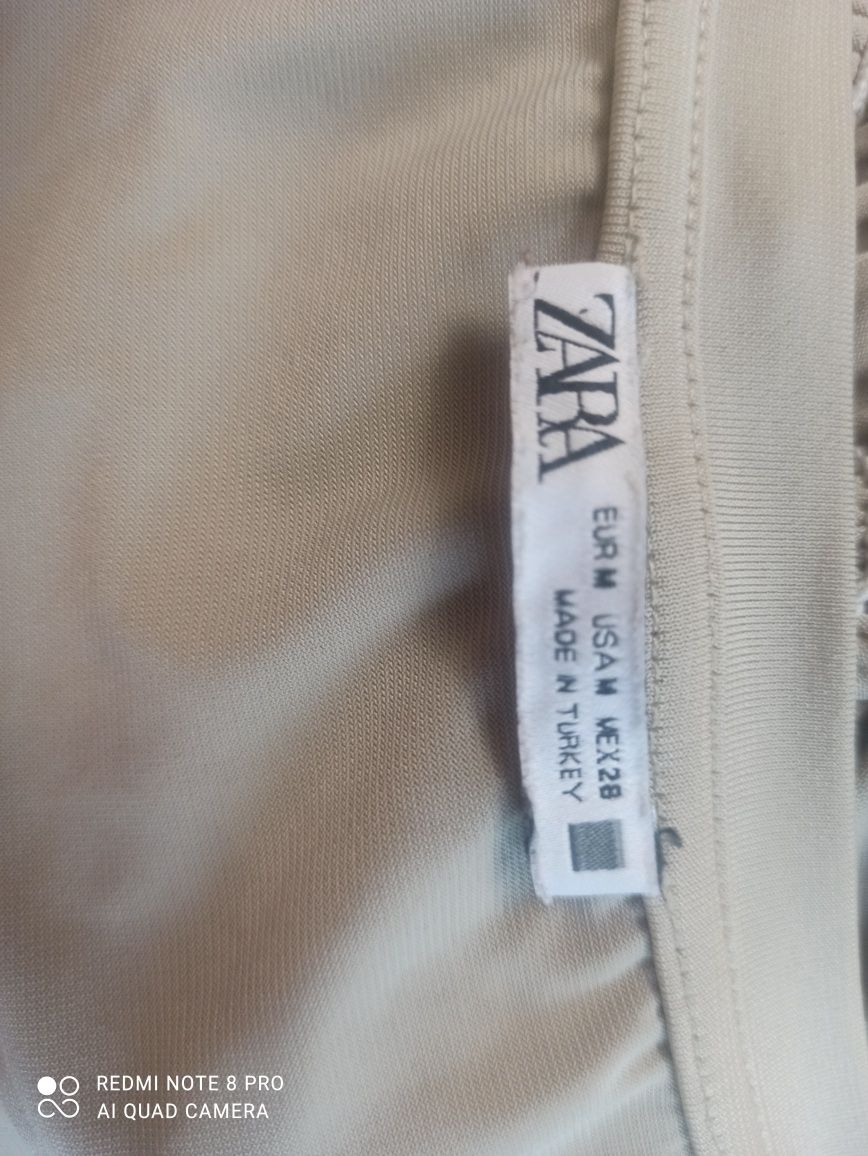 ZARA
EUR M USA M MEX 28
MADE IN TURKEY
REDMI NOTE 8 PRO
AI QUAD CAMERA